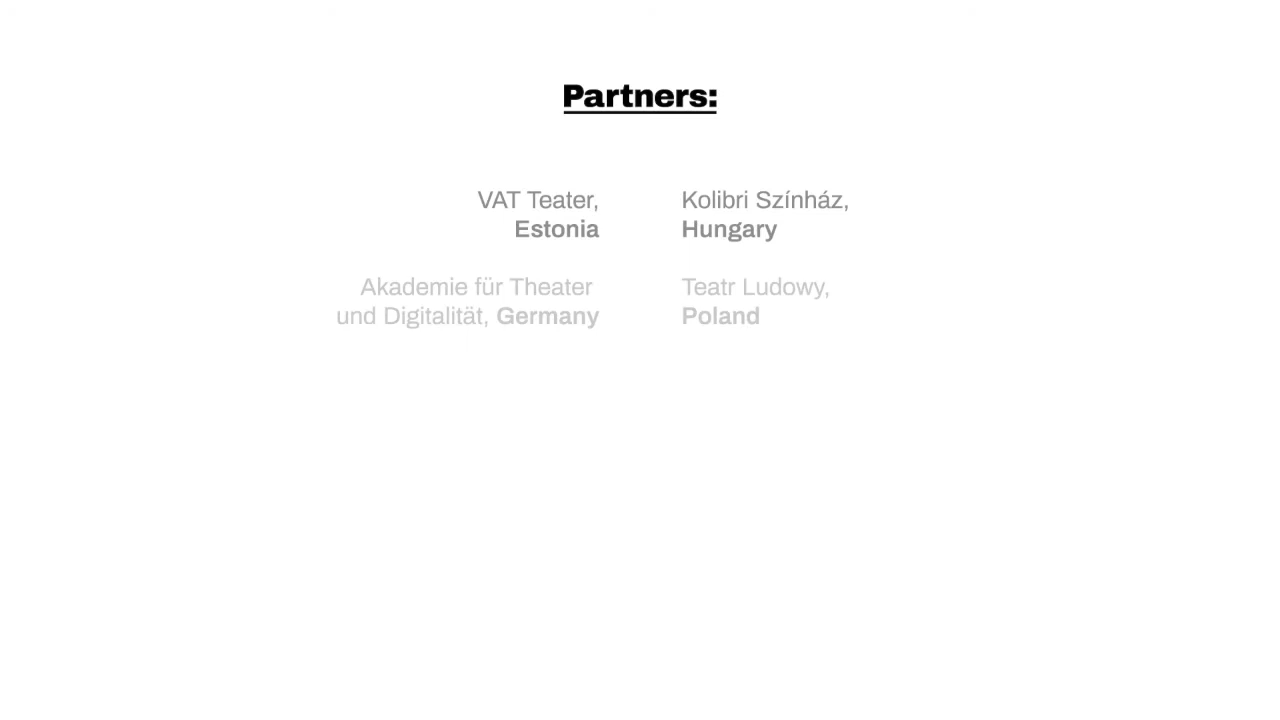 Partners:
VAT Teater,
Estonia
Kolibri Színház,
Hungary
Akademie für Theater
und Digitalität, Germany
Teatr Ludowy,
Poland